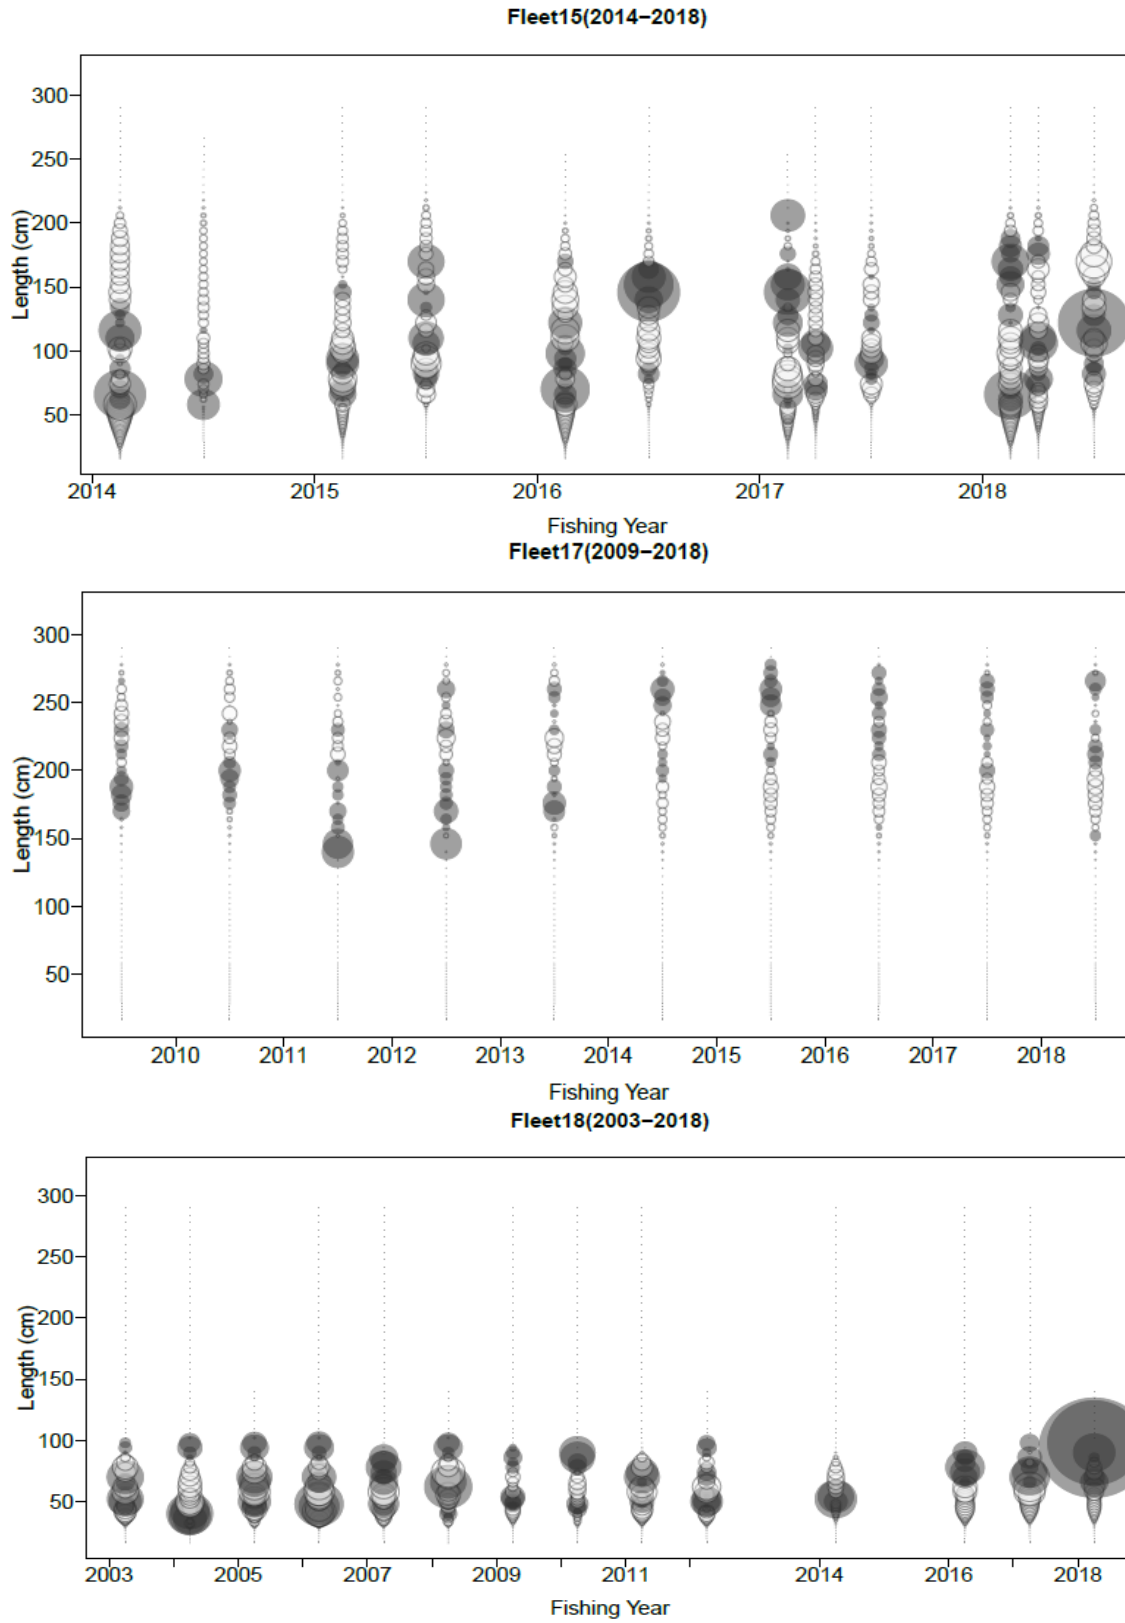 Fleet15(2014−2018)
300
250
200
150
100
50
Length (cm)
2014 2015 2016 2017 2018
Fishing Year
Fleet17(2009−2018)
300
250
200
150
100
50
Length (cm)
2010 2011 2012 2013 2014 2015 2016 2017 2018
Fishing Year
Fleet18(2003−2018)
300
250
200
150
100
50
Length (cm)
2003 2005 2007 2009 2011 2014 2016 2018
Fishing Year